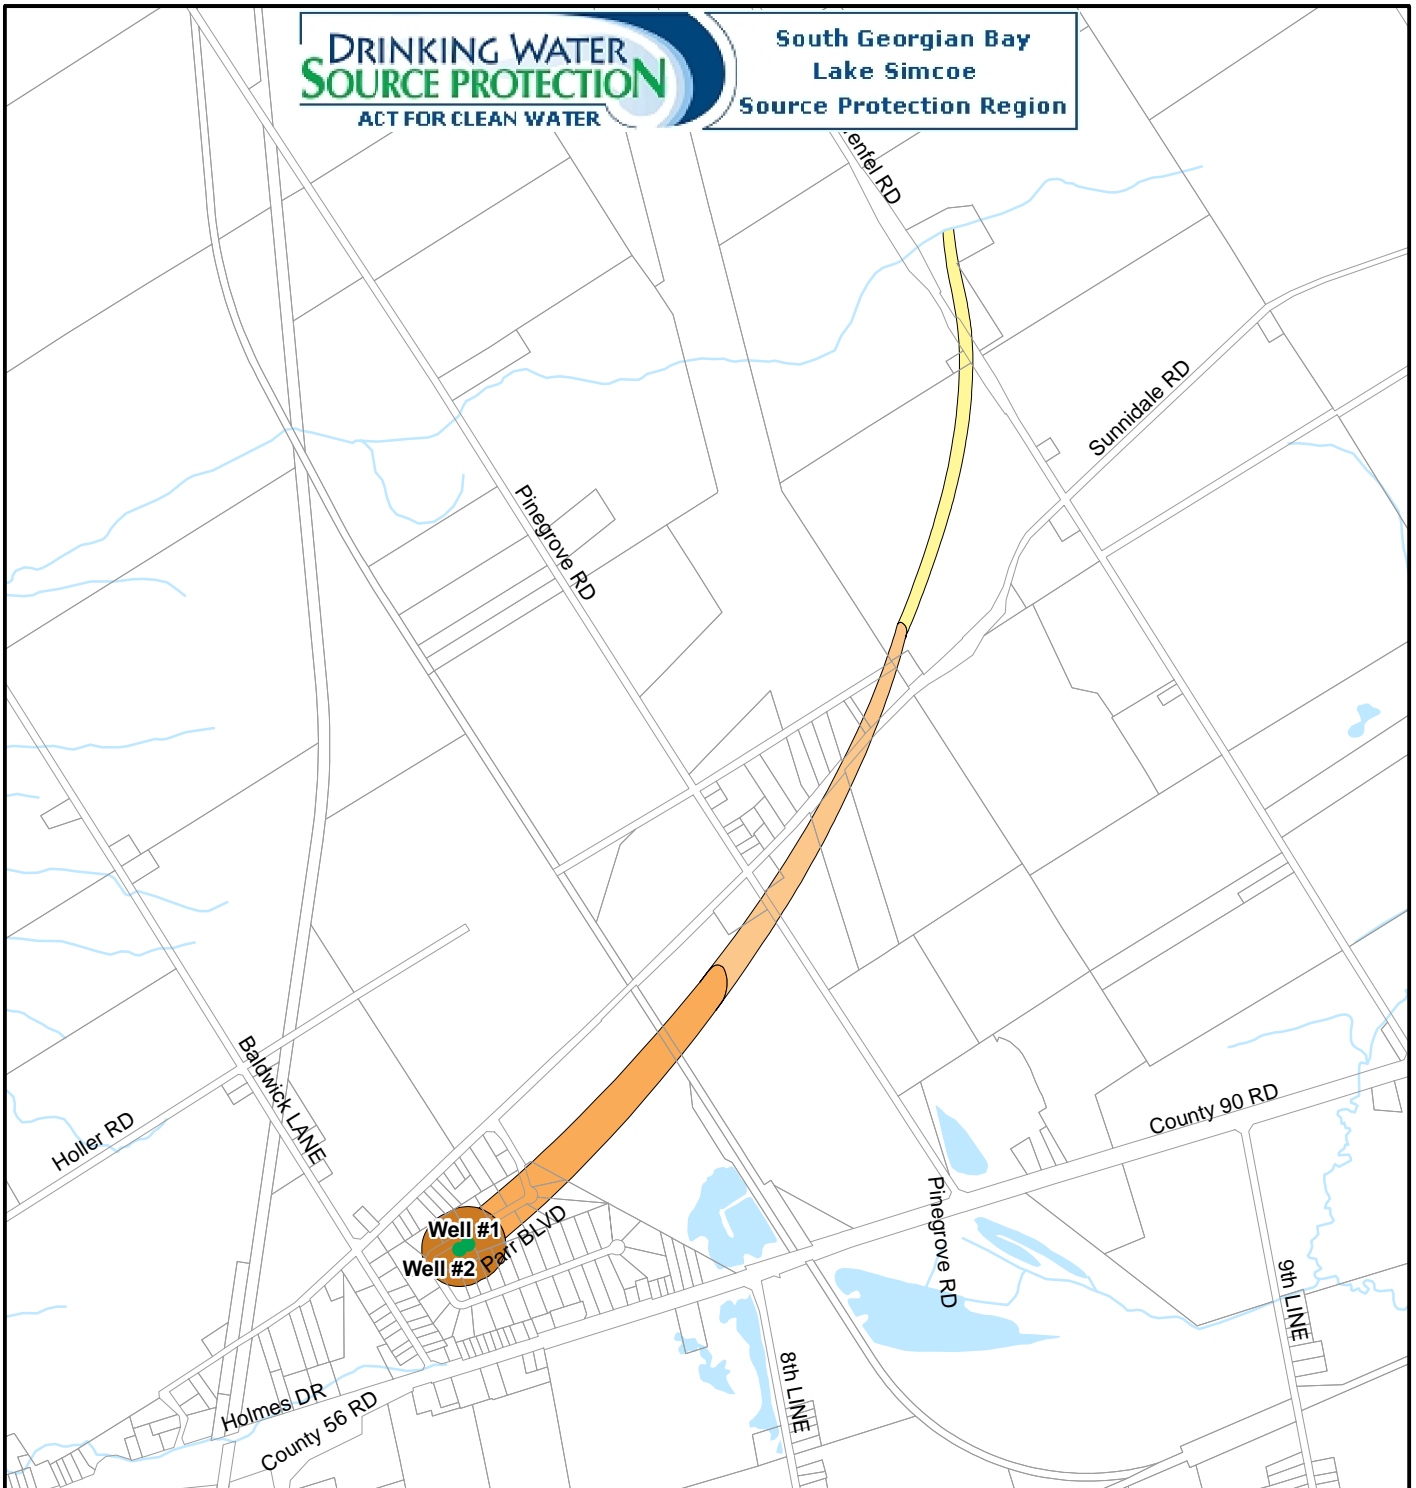 DRINKING WATER
SOURCE PROTECTION
ACT FOR CLEAN WATER
South Georgian Bay
Lake Simcoe
Source Protection Region
RD
Sunnidale RD
Pinegrove RD
Baldwick LANE
Holler RD
County 90 RD
Pinegrove RD
Well #1
Well #2
Parr BLVD
9th LINE
8th LINE
Holmes DR
County 56 RD